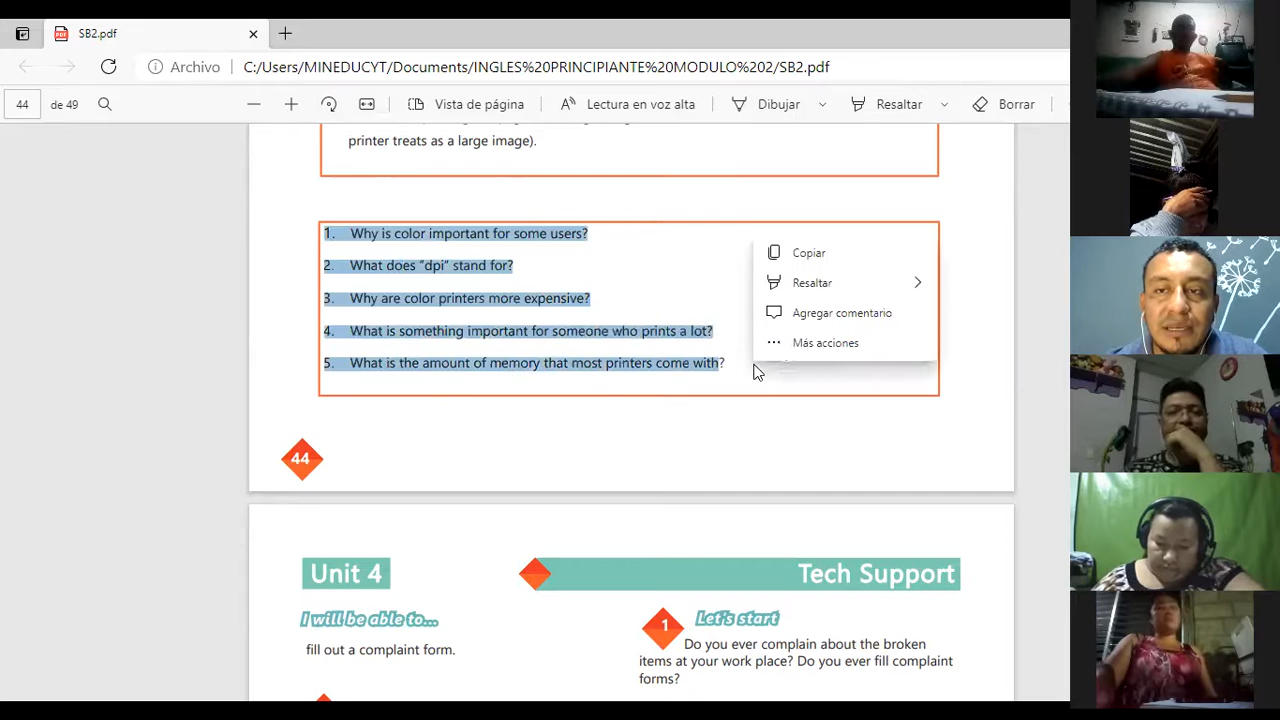 SB2.pdf
Archivo
C:/Users/MINEDUCYT/Documents/INGLES%20PRINCIPIANTE%20MODULO%202/SB2.pdf
44 de 49
Vista de página
Lectura en voz alta
Dibujar
Resaltar
Borrar
printer treats as a large image).
1. Why is color important for some users?
2. What does “dpi” stand for?
3. Why are color printers more expensive?
4. What is something important for someone who prints a lot?
5. What is the amount of memory that most printers come with?
Copiar
Resaltar
Agregar comentario
Más acciones
44
Unit 4
Tech Support
I will be able to...
fill out a complaint form.
1 Let's start
Do you ever complain about the broken
items at your work place? Do you ever fill complaint
forms?